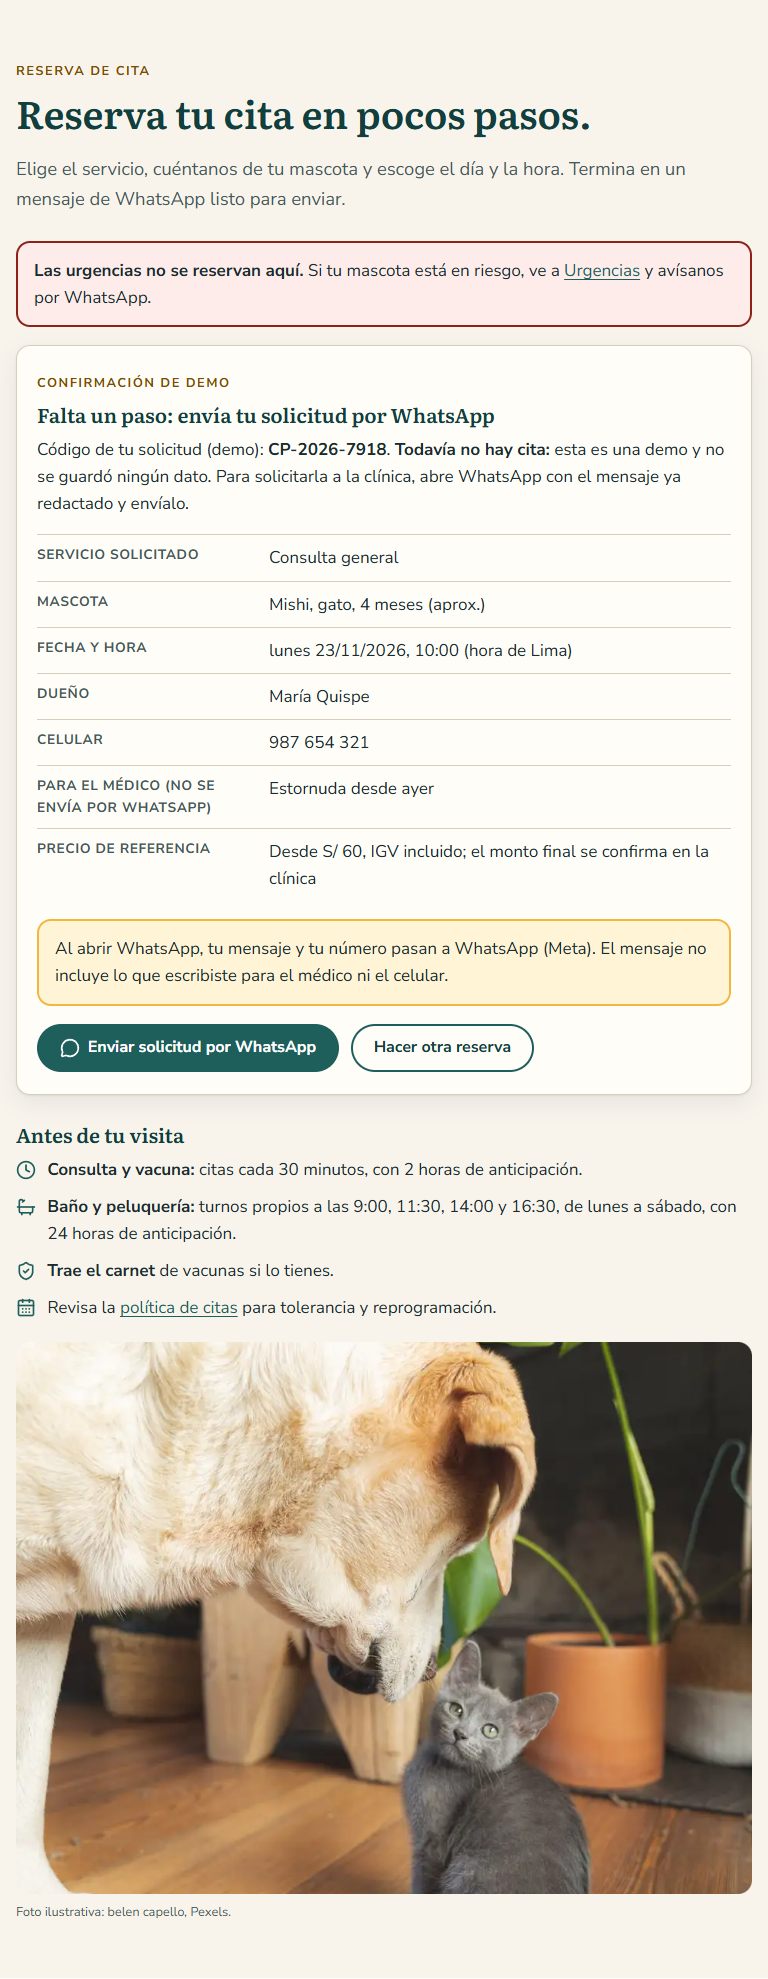 RESERVA DE CITA
Reserva tu cita en pocos pasos.
Elige el servicio, cuéntanos de tu mascota y escoge el día y la hora. Termina en un
mensaje de WhatsApp listo para enviar.
Las urgencias no se reservan aquí. Si tu mascota está en riesgo, ve a Urgencias y avísanos
por WhatsApp.
CONFIRMACIÓN DE DEMO
Falta un paso: envía tu solicitud por WhatsApp
Código de tu solicitud (demo): CP-2026-7918. Todavía no hay cita: esta es una demo y no
se guardó ningún dato. Para solicitarla a la clínica, abre WhatsApp con el mensaje ya
redactado y envíalo.
SERVICIO SOLICITADO Consulta general
MASCOTA Mishi, gato, 4 meses (aprox.)
FECHA Y HORA lunes 23/11/2026, 10:00 (hora de Lima)
DUEÑO María Quispe
CELULAR 987 654 321
PARA EL MÉDICO (NO SE Estornuda desde ayer
ENVÍA POR WHATSAPP)
PRECIO DE REFERENCIA Desde S/ 60, IGV incluido; el monto final se confirma en la
clínica
Al abrir WhatsApp, tu mensaje y tu número pasan a WhatsApp (Meta). El mensaje no
incluye lo que escribiste para el médico ni el celular.
Enviar solicitud por WhatsApp Hacer otra reserva
Antes de tu visita
Consulta y vacuna: citas cada 30 minutos, con 2 horas de anticipación.
Baño y peluquería: turnos propios a las 9:00, 11:30, 14:00 y 16:30, de lunes a sábado, con
24 horas de anticipación.
Trae el carnet de vacunas si lo tienes.
Revisa la política de citas para tolerancia y reprogramación.
Foto ilustrativa: belen capello, Pexels.